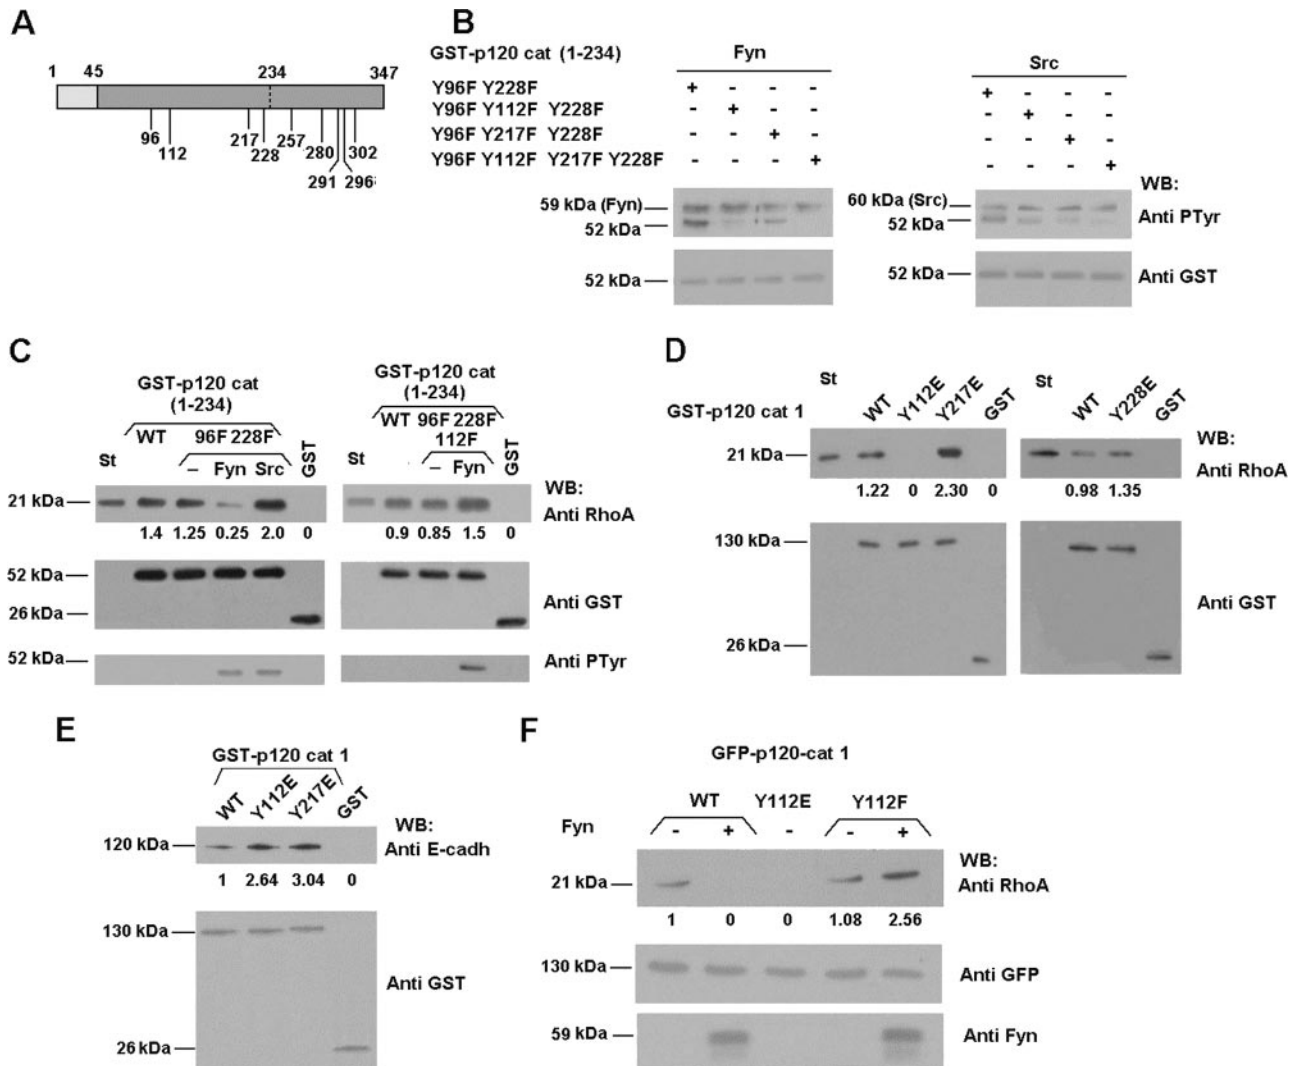 A
1 45 234 347
96 112 217 228 257 280 291 296 302
B
GST-p120 cat (1-234)
Fyn
Src
Y96F Y228F + - - - + - - -
Y96F Y112F Y228F - + - - - + - -
Y96F Y217F Y228F - - + - - - + -
Y96F Y112F Y217F Y228F - - - + - - - +
WB:
59 kDa (Fyn)
52 kDa
60 kDa (Src)
52 kDa
Anti PTyr
52 kDa
52 kDa
Anti GST
C
GST-p120 cat
(1-234)
WT 96F 228F
St - Fyn Src GST
GST-p120 cat
(1-234)
WT 96F 228F
112F
St - Fyn GST
21 kDa
WB:
Anti RhoA
1.4 1.25 0.25 2.0 0
0.9 0.85 1.5 0
52 kDa
26 kDa
Anti GST
52 kDa
Anti PTyr
D
GST-p120 cat 1
St WT Y112E Y217E GST
St WT Y228E GST
21 kDa
WB:
Anti RhoA
1.22 0 2.30 0
0.98 1.35
130 kDa
26 kDa
Anti GST
E
GST-p120 cat 1
WT Y112E Y217E GST
120 kDa
WB:
Anti E-cadh
1 2.64 3.04 0
130 kDa
Anti GST
26 kDa
F
GFP-p120-cat 1
WT Y112E Y112F
Fyn - + - - +
21 kDa
WB:
Anti RhoA
1 0 0 1.08 2.56
130 kDa
Anti GFP
59 kDa
Anti Fyn